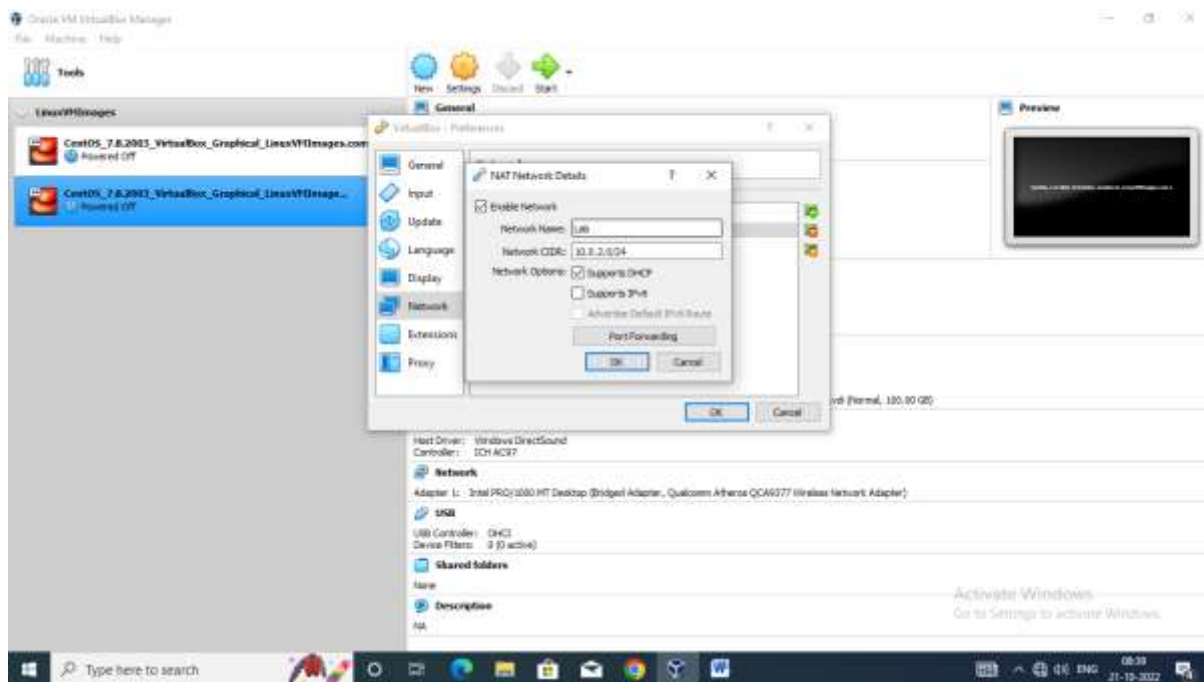 Oracle VM VirtualBox Manager
File Machine Help
Tools
New Settings Discard Start
LinuxVMImages
General
Preview
CentOS_7.8.2003_VirtualBox_Graphical_LinuxVMImages.com
Powered Off
CentOS_7.8.2003_VirtualBox_Graphical_LinuxVMImage...
Powered Off
VirtualBox - Preferences
? ×
General
Input
Update
Language
Display
Network
Extensions
Proxy
NAT Network Details
? ×
Enable Network
Network Name:
Network CIDR: 10.0.2.0/24
Network Options: Supports DHCP
Supports IPv6
Advertise Default IPv6 Route
Port Forwarding
OK Cancel
OK Cancel
(Normal, 100.00 GB)
Host Driver: Windows DirectSound
Controller: ICH AC97
Network
Adapter 1: Intel PRO/1000 MT Desktop (Bridged Adapter, Qualcomm Atheros QCA9377 Wireless Network Adapter)
USB
USB Controller: OHCI
Device Filters: 0 (0 active)
Shared folders
None
Description
Activate Windows
Go to Settings to activate Windows.
Type here to search
ENG
08:39
21-10-2022